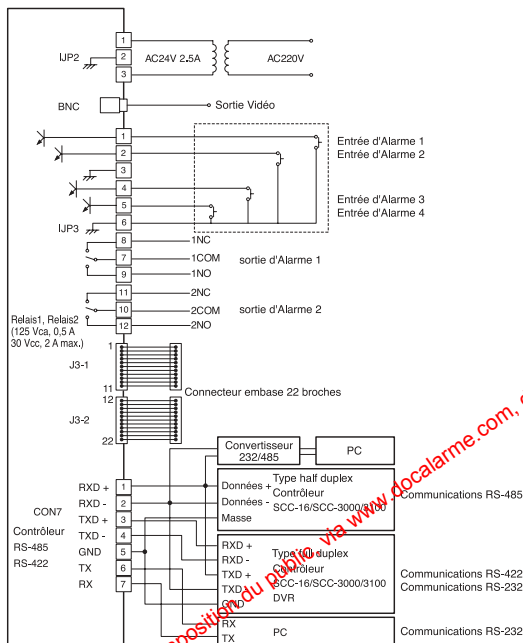 1
IJP2
2
AC24V 2.5A
AC220V
3
BNC
Sortie Vidéo
1
Entrée d'Alarme 1
2
Entrée d'Alarme 2
3
4
Entrée d'Alarme 3
5
Entrée d'Alarme 4
IJP3
6
8
1NC
7
1COM
sortie d'Alarme 1
9
1NO
11
2NC
10
2COM
sortie d'Alarme 2
12
2NO
Relais1, Relais2
(125 Vca, 0,5 A
30 Vcc, 2 A max.)
1
J3-1
11
Connecteur embase 22 broches
12
J3-2
22
Convertisseur
232/485
PC
CON7
Contrôleur
RS-485
RS-422
RXD + 1
RXD - 2
TXD + 3
TXD - 4
GND 5
TX 6
RX 7
Données +
Données -
Masse
Type half duplex
Contrôleur
SCC-16/SCC-3000/3100
Communications RS-485
RXD +
RXD -
TXD +
TXD -
GND
Type full duplex
Contrôleur
SCC-16/SCC-3000/3100
DVR
Communications RS-422
Communications RS-232
RX
TX
PC
Communications RS-232
position du public, via www.docalarme.com,